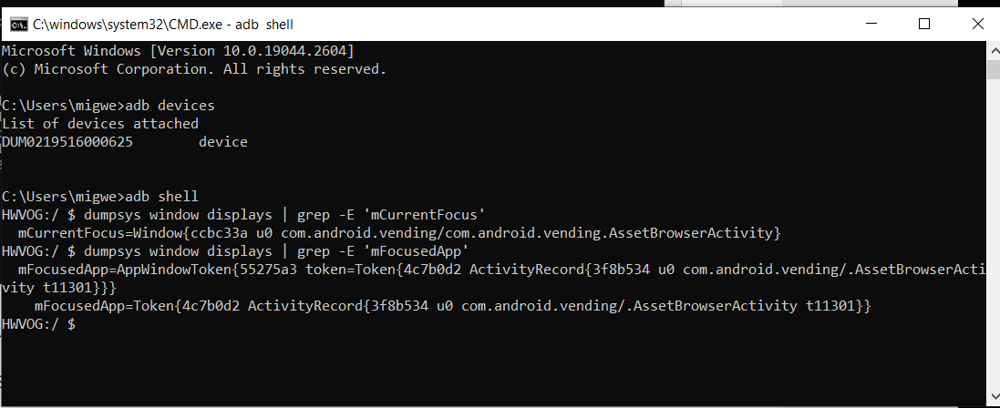 C:\windows\system32\CMD.exe - adb  shell
Microsoft Windows [Version 10.0.19044.2604]
(c) Microsoft Corporation. All rights reserved.
C:\Users\migwe>adb devices
List of devices attached
DUM0219516000625        device
C:\Users\migwe>adb shell
HWVOG:/ $ dumpsys window displays | grep -E 'mCurrentFocus'
  mCurrentFocus=Window{ccbc33a u0 com.android.vending/com.android.vending.AssetBrowserActivity}
HWVOG:/ $ dumpsys window displays | grep -E 'mFocusedApp'
  mFocusedApp=AppWindowToken{55275a3 token=Token{4c7b0d2 ActivityRecord{3f8b534 u0 com.android.vending/.AssetBrowserActi
vity t11301}}}
    mFocusedApp=Token{4c7b0d2 ActivityRecord{3f8b534 u0 com.android.vending/.AssetBrowserActivity t11301}}
HWVOG:/ $